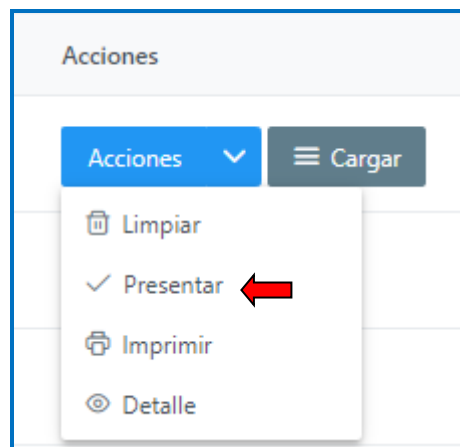 Acciones
Acciones
Cargar
Limpiar
Presentar
Imprimir
Detalle